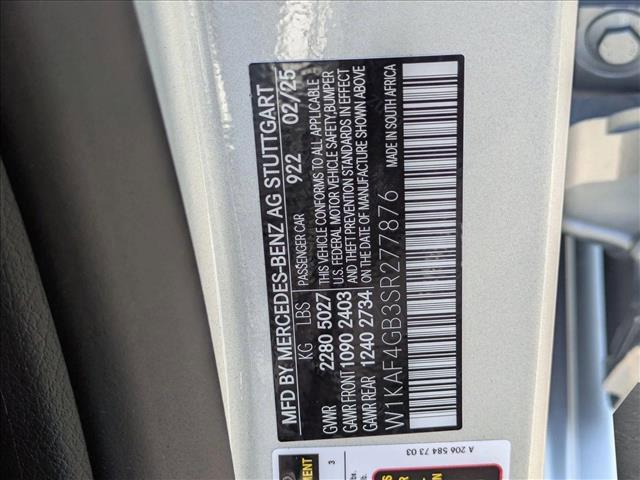 MFD BY MERCEDES-BENZ AG STUTTGART
KG LBS PASSENGER CAR 922 02/25
GVWR 2280 5027 THIS VEHICLE CONFORMS TO ALL APPLICABLE
GAWR FRONT 1090 2403 U.S. FEDERAL MOTOR VEHICLE SAFETY,BUMPER
GAWR REAR 1240 2734 AND THEFT PREVENTION STANDARDS IN EFFECT
ON THE DATE OF MANUFACTURE SHOWN ABOVE
W1KAF4GB3SR277876 MADE IN SOUTH AFRICA
A 206 584 73 03
3